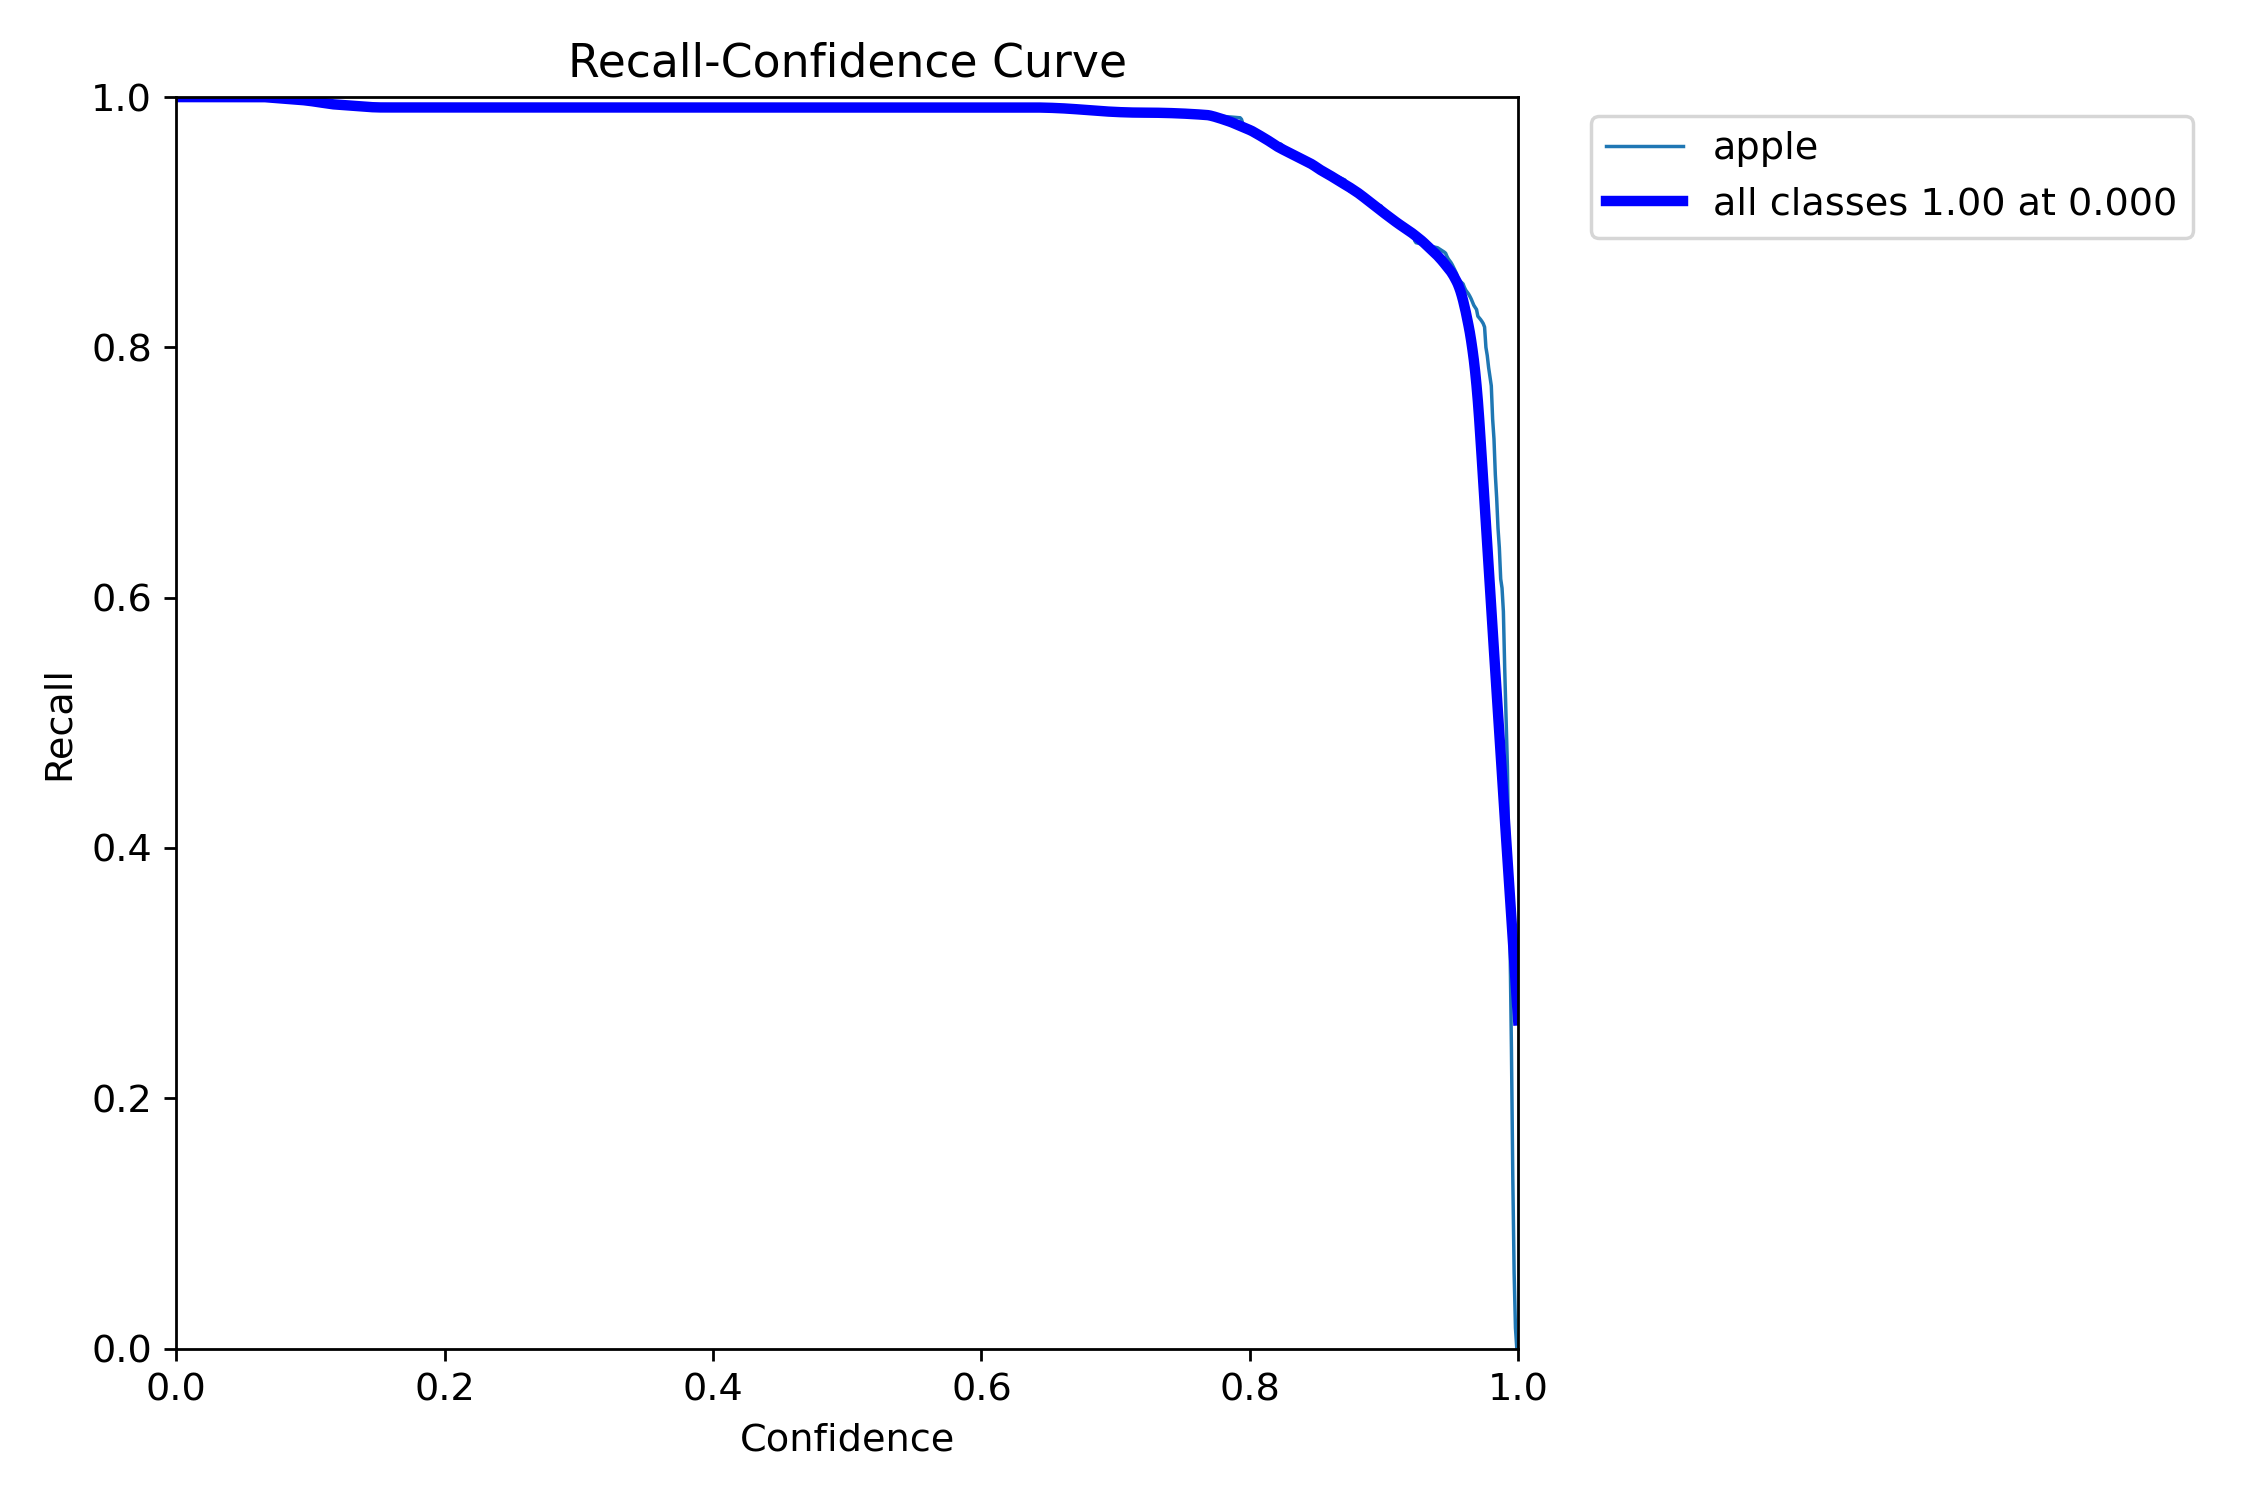 Recall-Confidence Curve
1.0
0.8
0.6
0.4
0.2
0.0
Recall
0.0 0.2 0.4 0.6 0.8 1.0
Confidence
apple
all classes 1.00 at 0.000